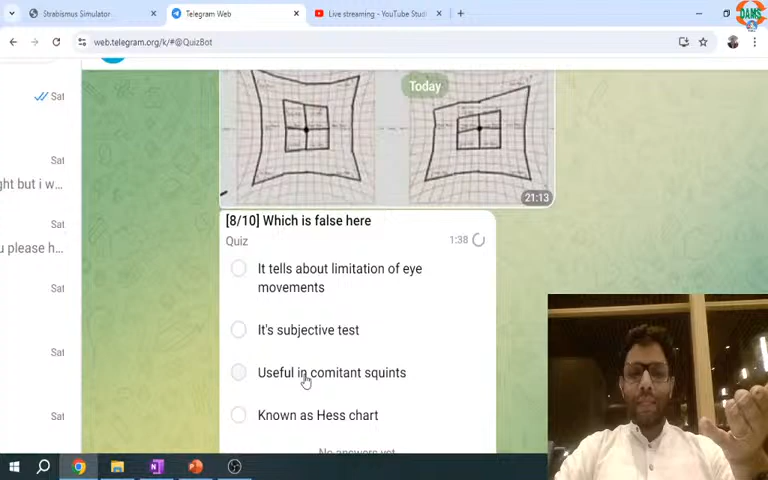 Strabismus Simulator
Telegram Web
Live streaming - YouTube Studi
DAMS
web.telegram.org/k/#@QuizBot
Sat
Today
Sat
ght but i w...
21:13
Sat
[8/10] Which is false here
u please h...
Quiz
1:38
It tells about limitation of eye
movements
Sat
It's subjective test
Sat
Useful in comitant squints
Sat
Known as Hess chart
No answers yet